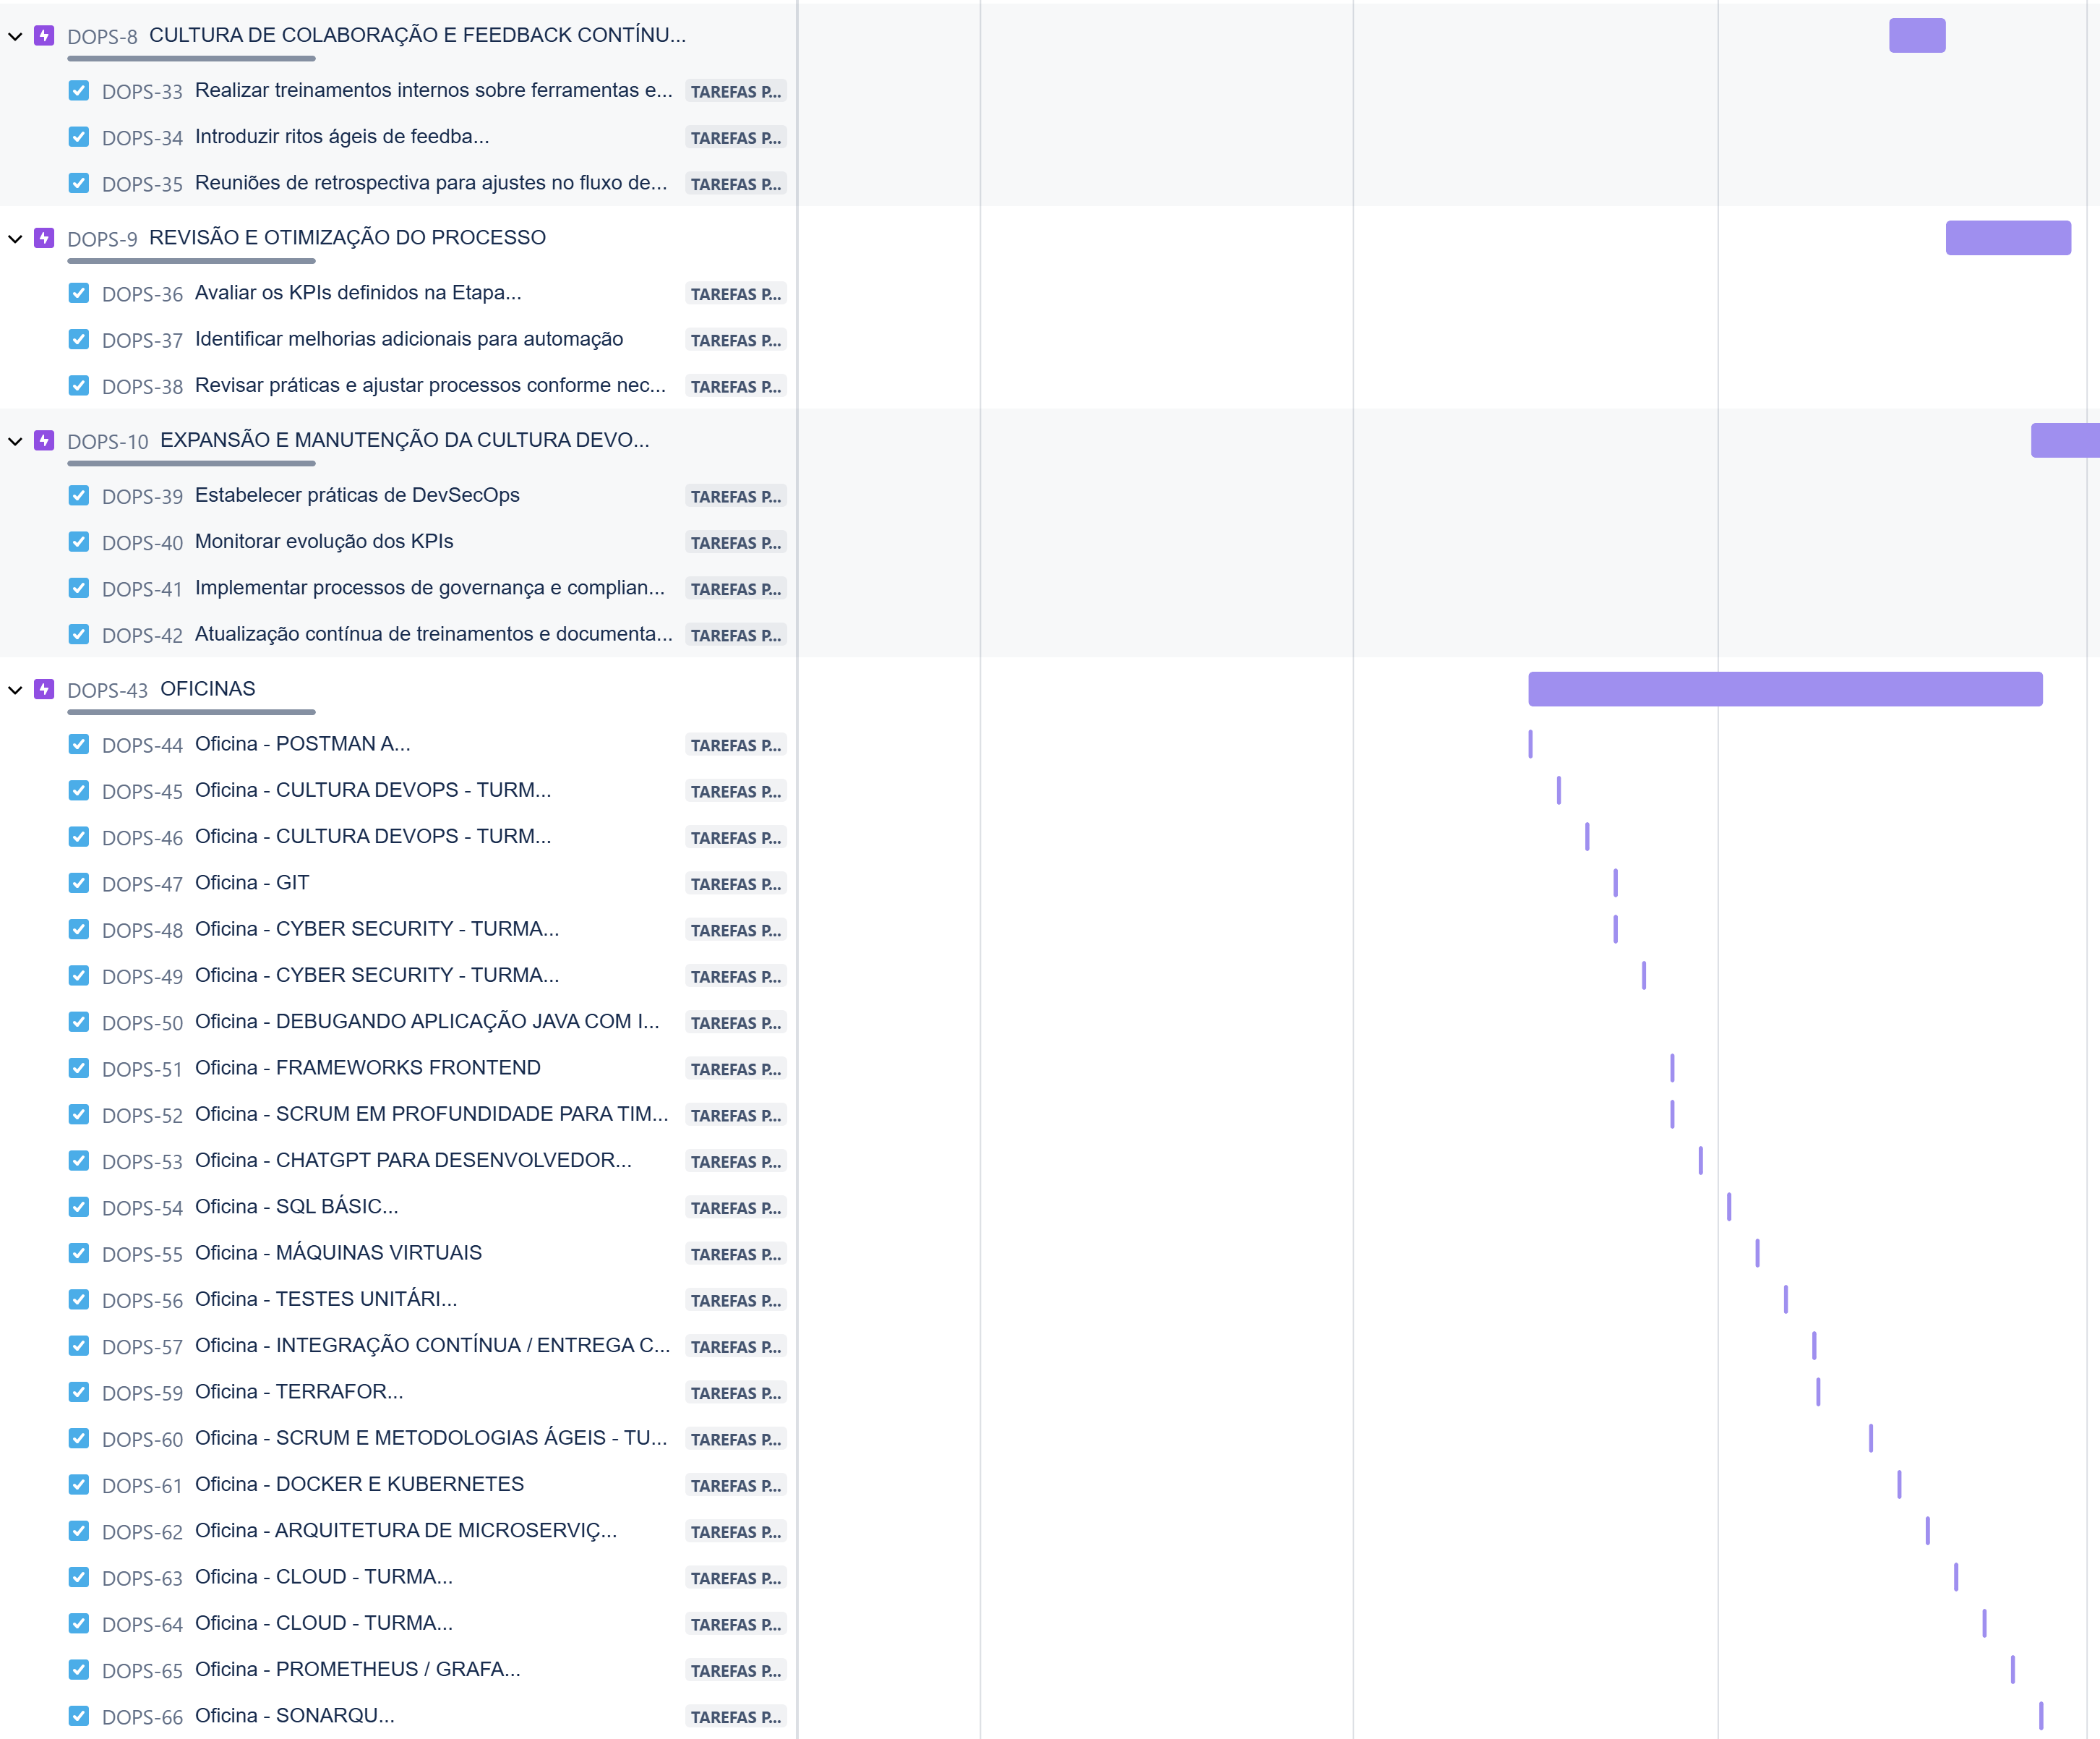 DOPS-8 CULTURA DE COLABORAÇÃO E FEEDBACK CONTÍNU...
DOPS-33 Realizar treinamentos internos sobre ferramentas e... TAREFAS P...
DOPS-34 Introduzir ritos ágeis de feedba... TAREFAS P...
DOPS-35 Reuniões de retrospectiva para ajustes no fluxo de... TAREFAS P...
DOPS-9 REVISÃO E OTIMIZAÇÃO DO PROCESSO
DOPS-36 Avaliar os KPIs definidos na Etapa... TAREFAS P...
DOPS-37 Identificar melhorias adicionais para automação TAREFAS P...
DOPS-38 Revisar práticas e ajustar processos conforme nec... TAREFAS P...
DOPS-10 EXPANSÃO E MANUTENÇÃO DA CULTURA DEVO...
DOPS-39 Estabelecer práticas de DevSecOps TAREFAS P...
DOPS-40 Monitorar evolução dos KPIs TAREFAS P...
DOPS-41 Implementar processos de governança e complian... TAREFAS P...
DOPS-42 Atualização contínua de treinamentos e documenta... TAREFAS P...
DOPS-43 OFICINAS
DOPS-44 Oficina - POSTMAN A... TAREFAS P...
DOPS-45 Oficina - CULTURA DEVOPS - TURM... TAREFAS P...
DOPS-46 Oficina - CULTURA DEVOPS - TURM... TAREFAS P...
DOPS-47 Oficina - GIT TAREFAS P...
DOPS-48 Oficina - CYBER SECURITY - TURMA... TAREFAS P...
DOPS-49 Oficina - CYBER SECURITY - TURMA... TAREFAS P...
DOPS-50 Oficina - DEBUGANDO APLICAÇÃO JAVA COM I... TAREFAS P...
DOPS-51 Oficina - FRAMEWORKS FRONTEND TAREFAS P...
DOPS-52 Oficina - SCRUM EM PROFUNDIDADE PARA TIM... TAREFAS P...
DOPS-53 Oficina - CHATGPT PARA DESENVOLVEDOR... TAREFAS P...
DOPS-54 Oficina - SQL BÁSIC... TAREFAS P...
DOPS-55 Oficina - MÁQUINAS VIRTUAIS TAREFAS P...
DOPS-56 Oficina - TESTES UNITÁRI... TAREFAS P...
DOPS-57 Oficina - INTEGRAÇÃO CONTÍNUA / ENTREGA C... TAREFAS P...
DOPS-59 Oficina - TERRAFOR... TAREFAS P...
DOPS-60 Oficina - SCRUM E METODOLOGIAS ÁGEIS - TU... TAREFAS P...
DOPS-61 Oficina - DOCKER E KUBERNETES TAREFAS P...
DOPS-62 Oficina - ARQUITETURA DE MICROSERVIÇ... TAREFAS P...
DOPS-63 Oficina - CLOUD - TURMA... TAREFAS P...
DOPS-64 Oficina - CLOUD - TURMA... TAREFAS P...
DOPS-65 Oficina - PROMETHEUS / GRAFA... TAREFAS P...
DOPS-66 Oficina - SONARQU... TAREFAS P...